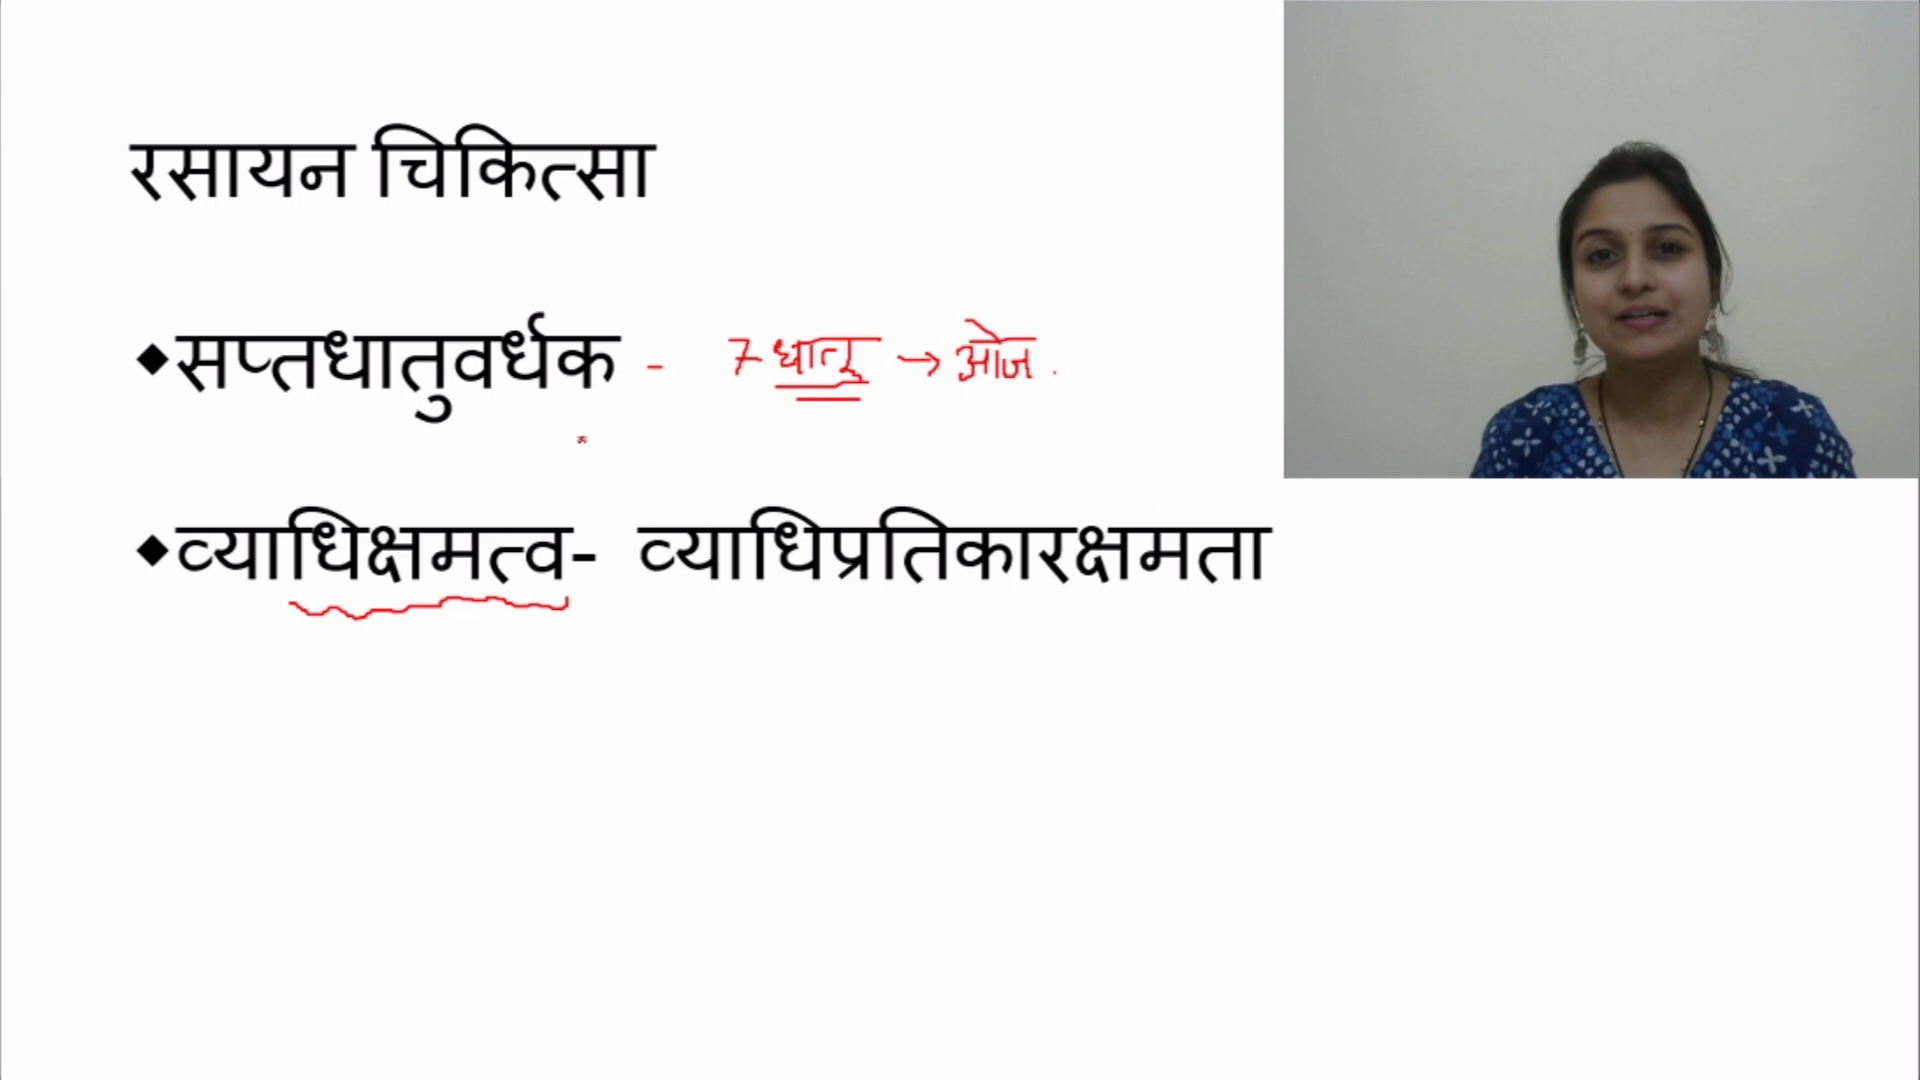 रसायन चिकित्सा
◆सप्तधातुवर्धक - 7 धातू → ओज.
◆व्याधिक्षमत्व- व्याधिप्रतिकारक्षमता